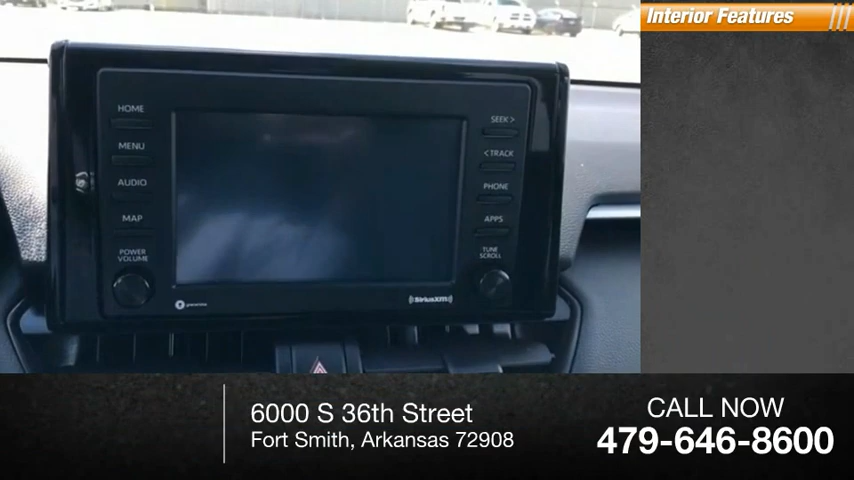 Interior Features
HOME
MENU
AUDIO
MAP
POWER
VOLUME
SEEK >
< TRACK
PHONE
APPS
TUNE
SCROLL
((SiriusXM))
6000 S 36th Street
Fort Smith, Arkansas 72908
CALL NOW
479-646-8600